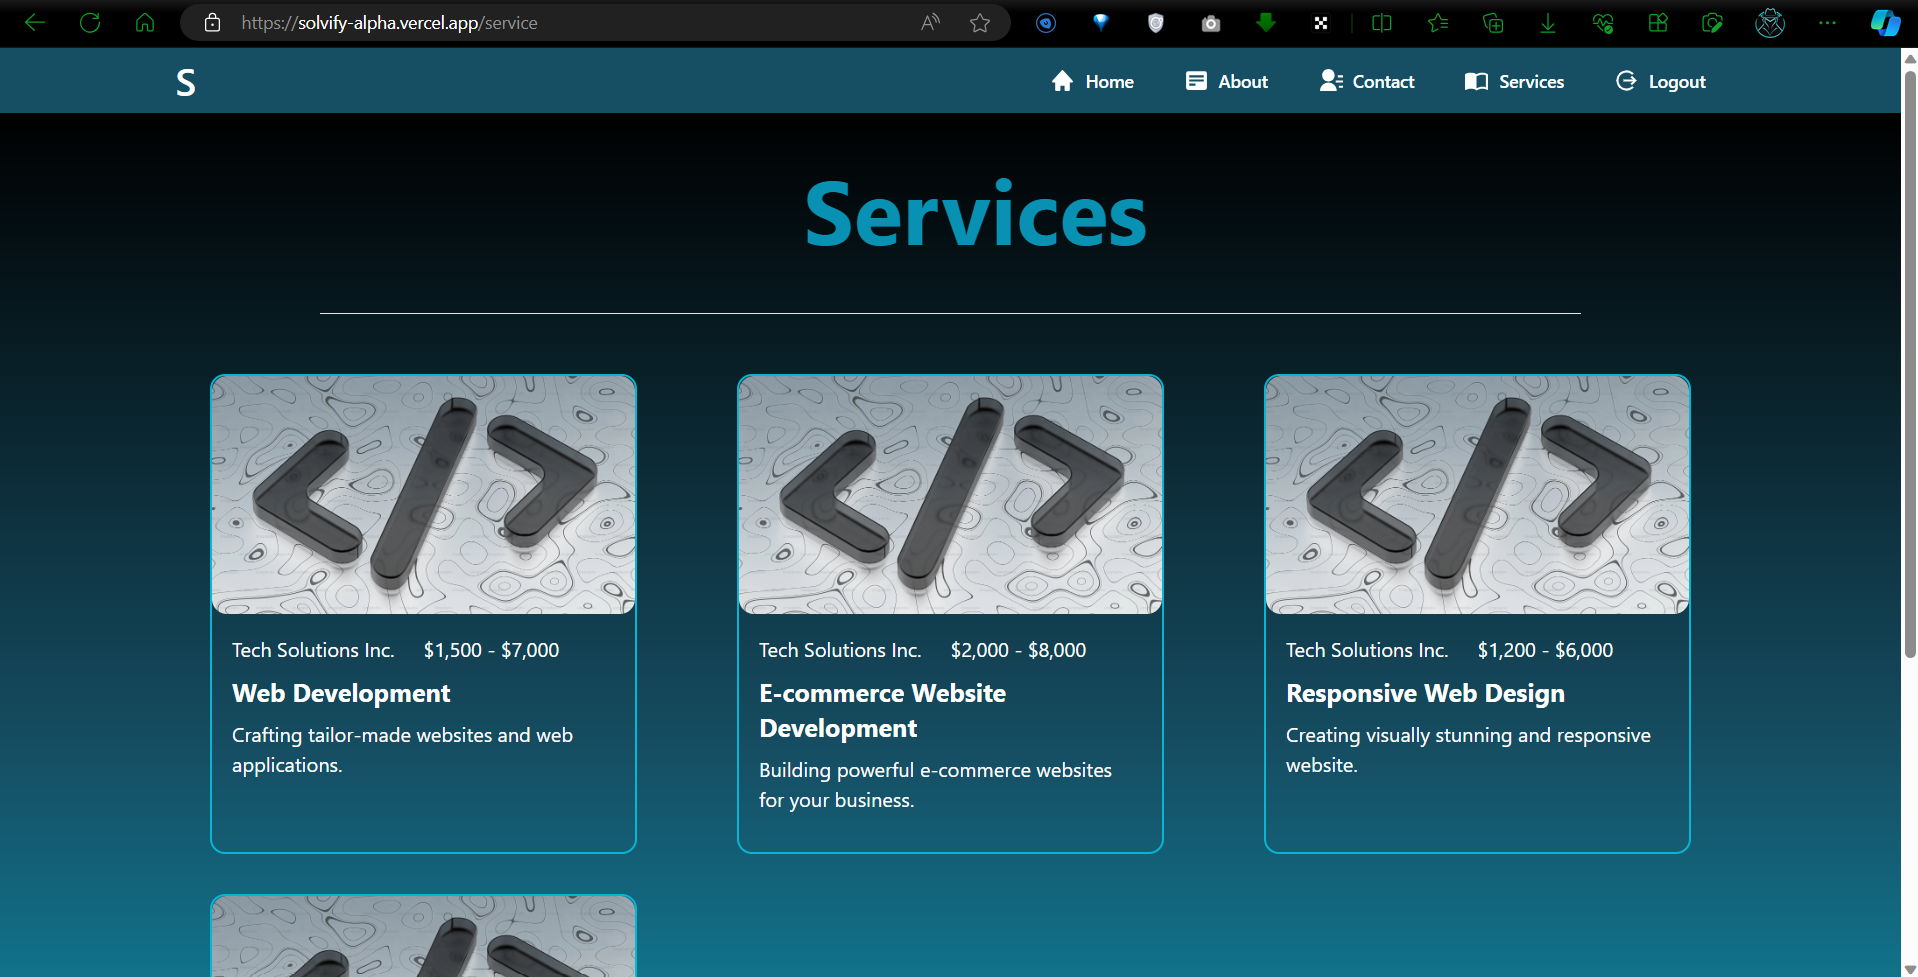 https://solvify-alpha.vercel.app/service
S
Home About Contact Services Logout
Services
Tech Solutions Inc. $1,500 - $7,000
Web Development
Crafting tailor-made websites and web
applications.
Tech Solutions Inc. $2,000 - $8,000
E-commerce Website
Development
Building powerful e-commerce websites
for your business.
Tech Solutions Inc. $1,200 - $6,000
Responsive Web Design
Creating visually stunning and responsive
website.